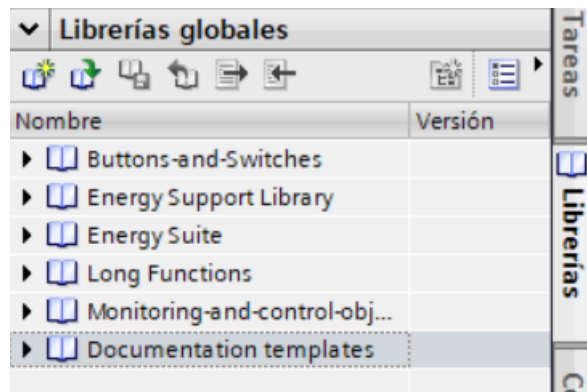 Librerías globales
Nombre Versión
Buttons-and-Switches
Energy Support Library
Energy Suite
Long Functions
Monitoring-and-control-obj...
Documentation templates
Tareas
Librerías